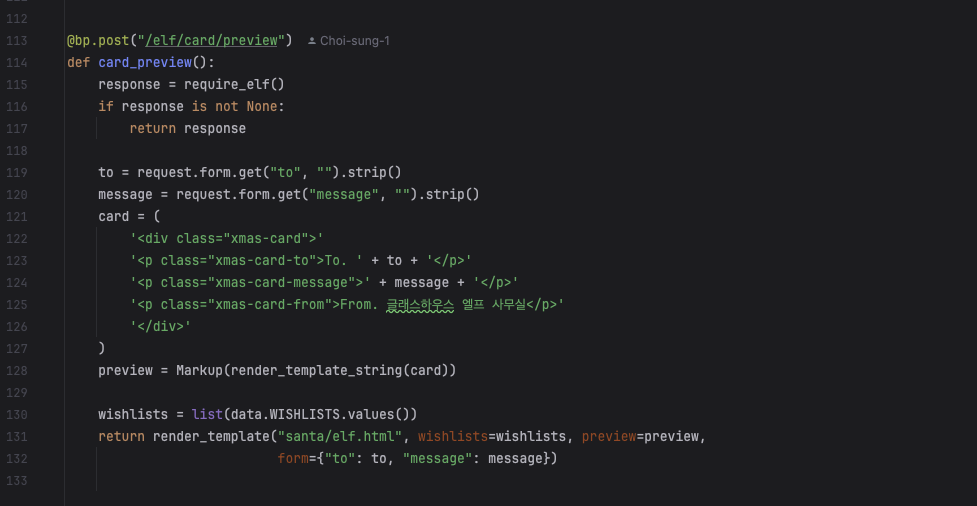 112
113 @bp.post("/elf/card/preview") Choi-sung-1
114 def card_preview():
115 response = require_elf()
116 if response is not None:
117 return response
118
119 to = request.form.get("to", "").strip()
120 message = request.form.get("message", "").strip()
121 card = (
122 '<div class="xmas-card">'
123 '<p class="xmas-card-to">To. ' + to + '</p>'
124 '<p class="xmas-card-message">' + message + '</p>'
125 '<p class="xmas-card-from">From. 글래스하우스 엘프 사무실</p>'
126 '</div>'
127 )
128 preview = Markup(render_template_string(card))
129
130 wishlists = list(data.WISHLISTS.values())
131 return render_template("santa/elf.html", wishlists=wishlists, preview=preview,
132 form={"to": to, "message": message})
133